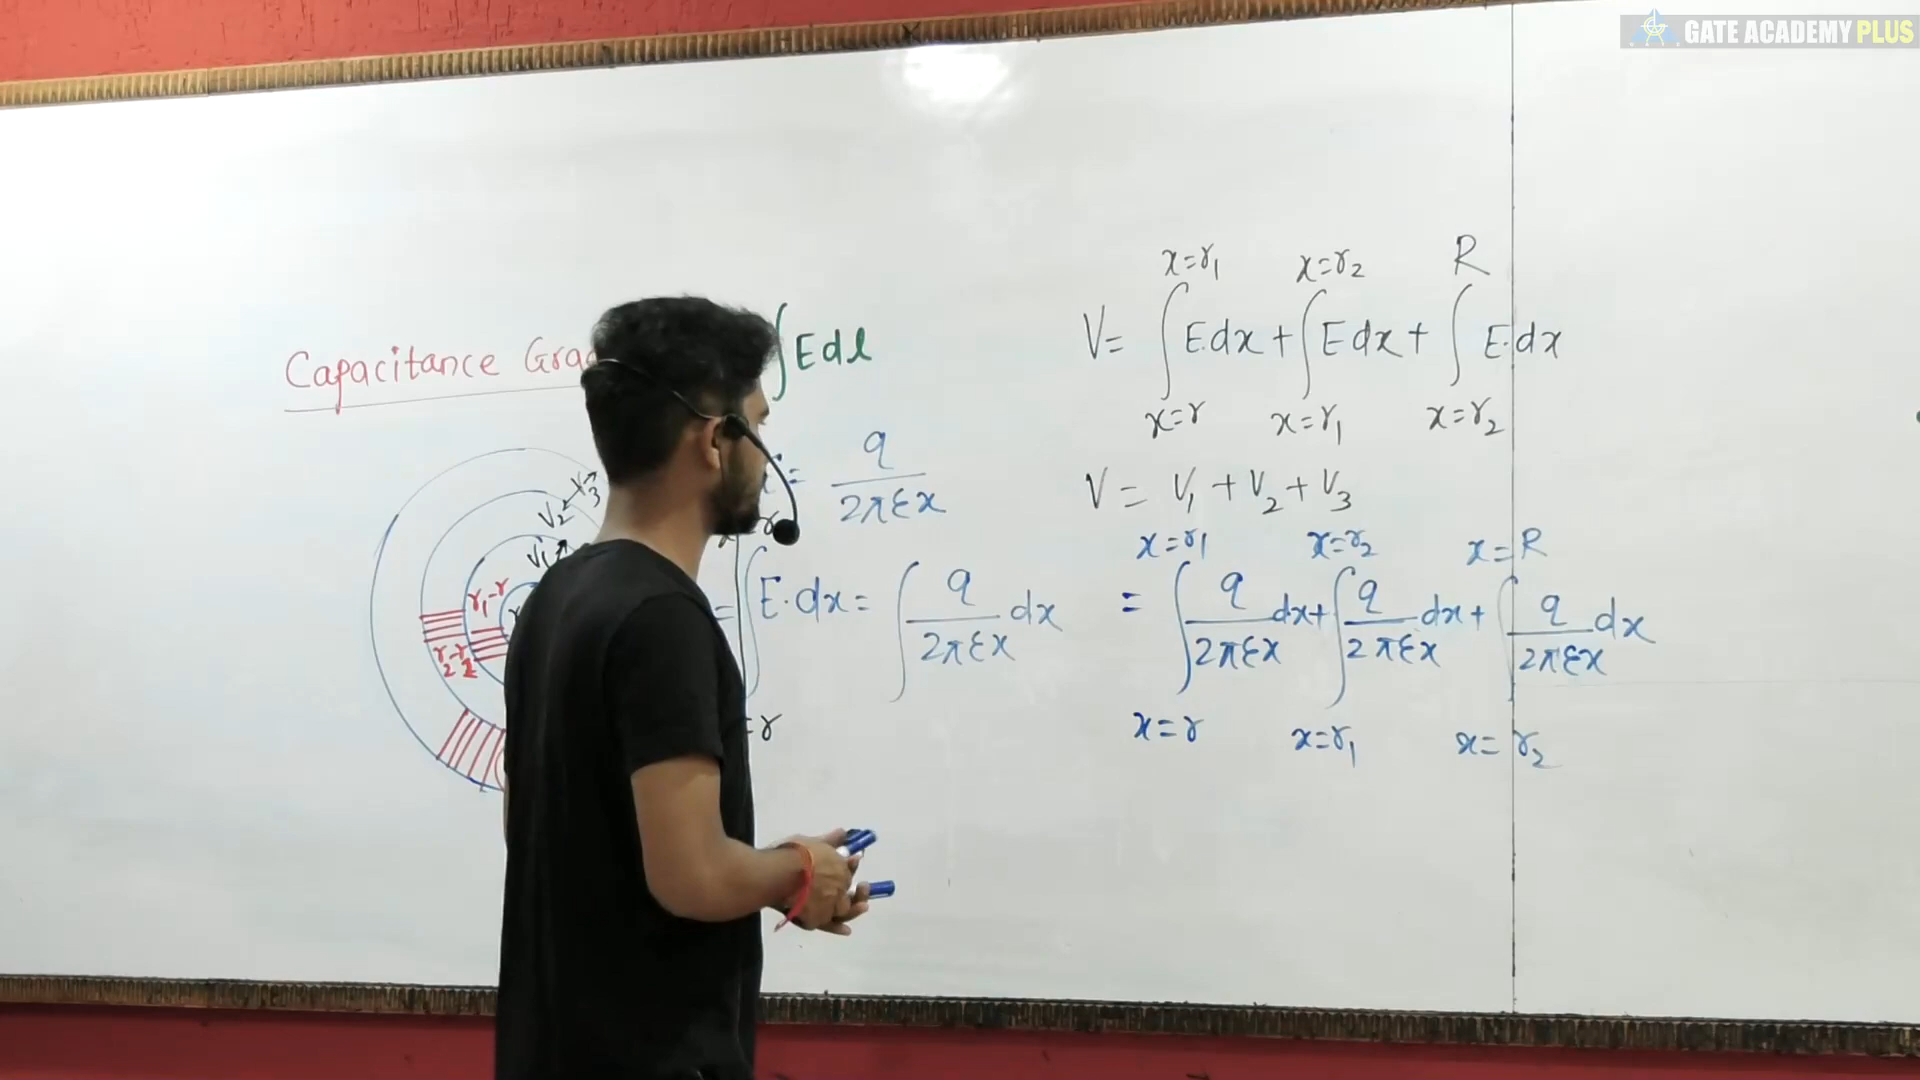 GATE ACADEMY PLUS
Capacitance
∫Edl
= q / 2πεx
= ∫E.dx = ∫ q / 2πεx dx
=r
V3
V2
V1
r1-r
r2-r1
x=r1 x=r2 R
V= ∫E.dx + ∫E.dx + ∫E.dx
x=r x=r1 x=r2
V = V1 + V2 + V3
x=r1 x=r2 x=R
= ∫ q / 2πεx dx + ∫ q / 2πεx dx + ∫ q / 2πεx dx
x=r x=r1 x=r2